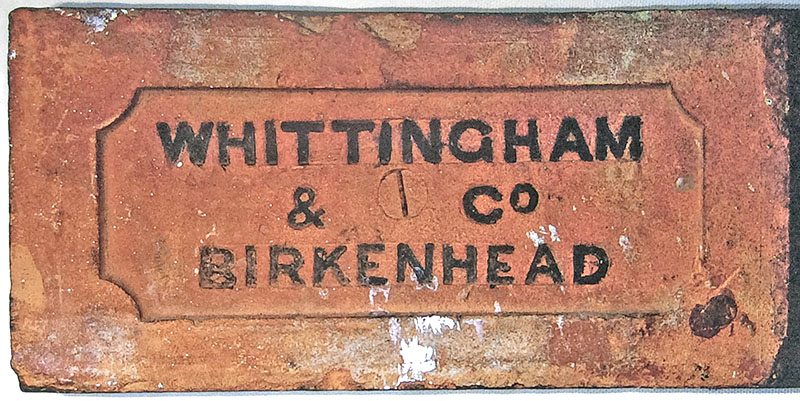 WHITTINGHAM
& Co
BIRKENHEAD